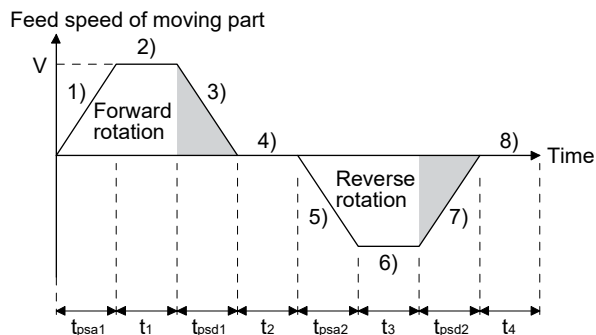 Feed speed of moving part
2)
V
1)
3)
Forward
rotation
4)
8)
Time
Reverse
rotation
5)
7)
6)
tpsa1 t1 tpsd1 t2 tpsa2 t3 tpsd2 t4